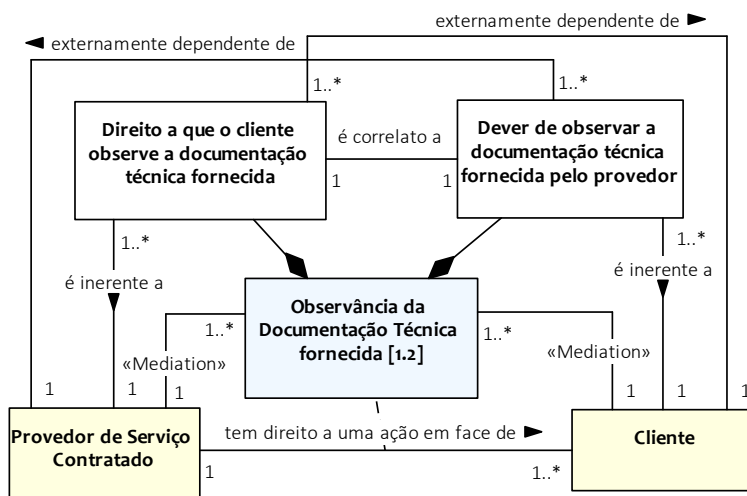 externamente dependente de ►
◄ externamente dependente de
1..*
1..*
Direito a que o cliente
observe a documentação
técnica fornecida
é correlato a
1
1
Dever de observar a
documentação técnica
fornecida pelo provedor
1..*
1..*
é inerente a
é inerente a
Observância da
Documentação Técnica
fornecida [1.2]
1..*
1..*
«Mediation»
«Mediation»
1
1
1
1
1
1
Provedor de Serviço
Contratado
tem direito a uma ação em face de ►
1
1..*
Cliente